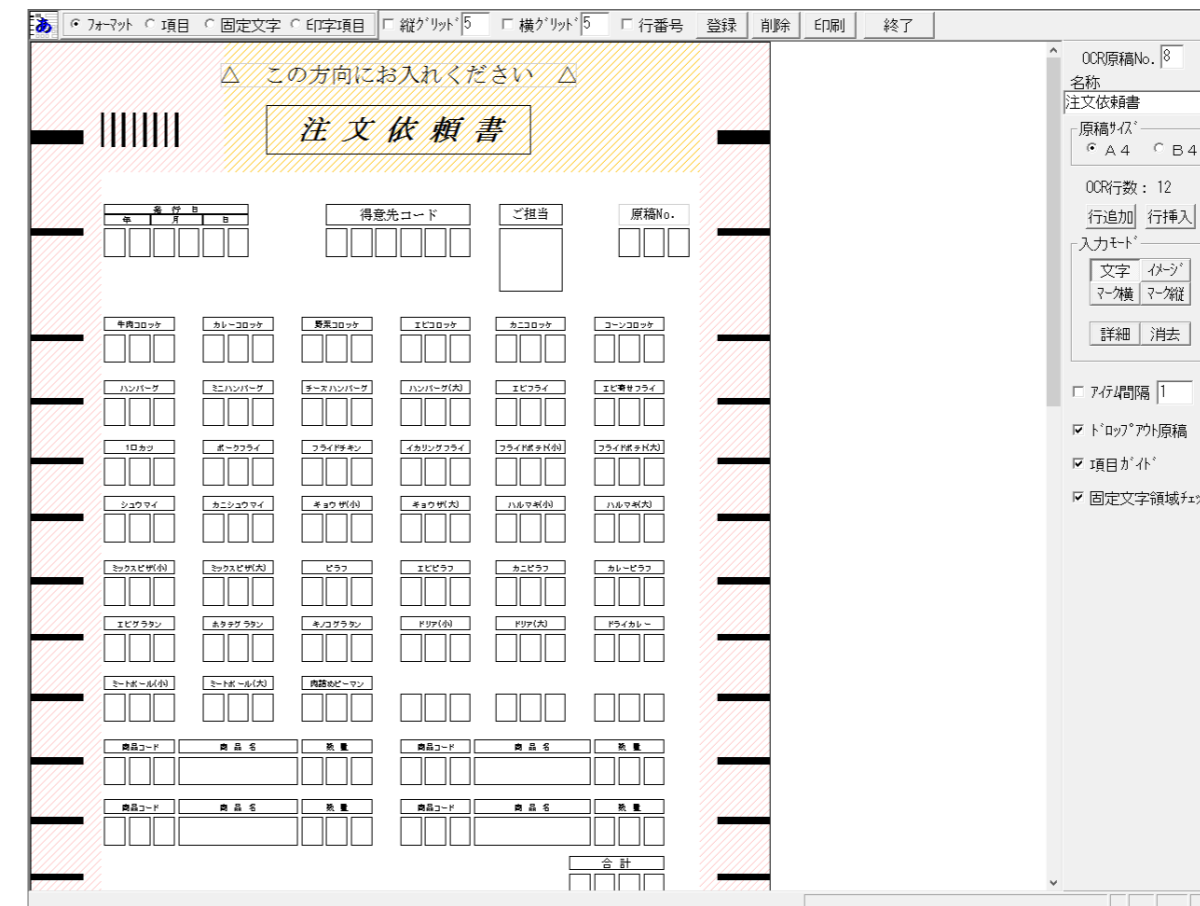 あ フォーマット 項目 固定文字 印字項目 縦グリッド 5 横グリッド 5 行番号 登録 削除 印刷 終了
△ この方向にお入れください △
注文依頼書
発行日 得意先コード ご担当 原稿No.
年 月 日
牛肉コロッケ カレーコロッケ 野菜コロッケ エビコロッケ カニコロッケ コーンコロッケ
ハンバーグ ミニハンバーグ チーズハンバーグ ハンバーグ(大) エビフライ エビ寄せフライ
1口カツ ポークフライ フライドチキン イカリングフライ フライドポテト(小) フライドポテト(大)
シュウマイ カニシュウマイ ギョウザ(小) ギョウザ(大) ハルマキ(小) ハルマキ(大)
ミックスピザ(小) ミックスピザ(大) ピラフ エビピラフ カニピラフ カレーピラフ
エビグラタン ホタテグラタン キノコグラタン ドリア(小) ドリア(大) ドライカレー
ミートボール(小) ミートボール(大) 肉詰めピーマン
商品コード 商品名 数量 商品コード 商品名 数量
商品コード 商品名 数量 商品コード 商品名 数量
合計
OCR原稿No. 8
名称
注文依頼書
原稿サイズ
A4 B4
OCR行数: 12
行追加 行挿入
入力モード
文字 イメージ
マーク横 マーク縦
詳細 消去
アイテム間隔 1
ドロップアウト原稿
項目ガイド
固定文字領域チェッ